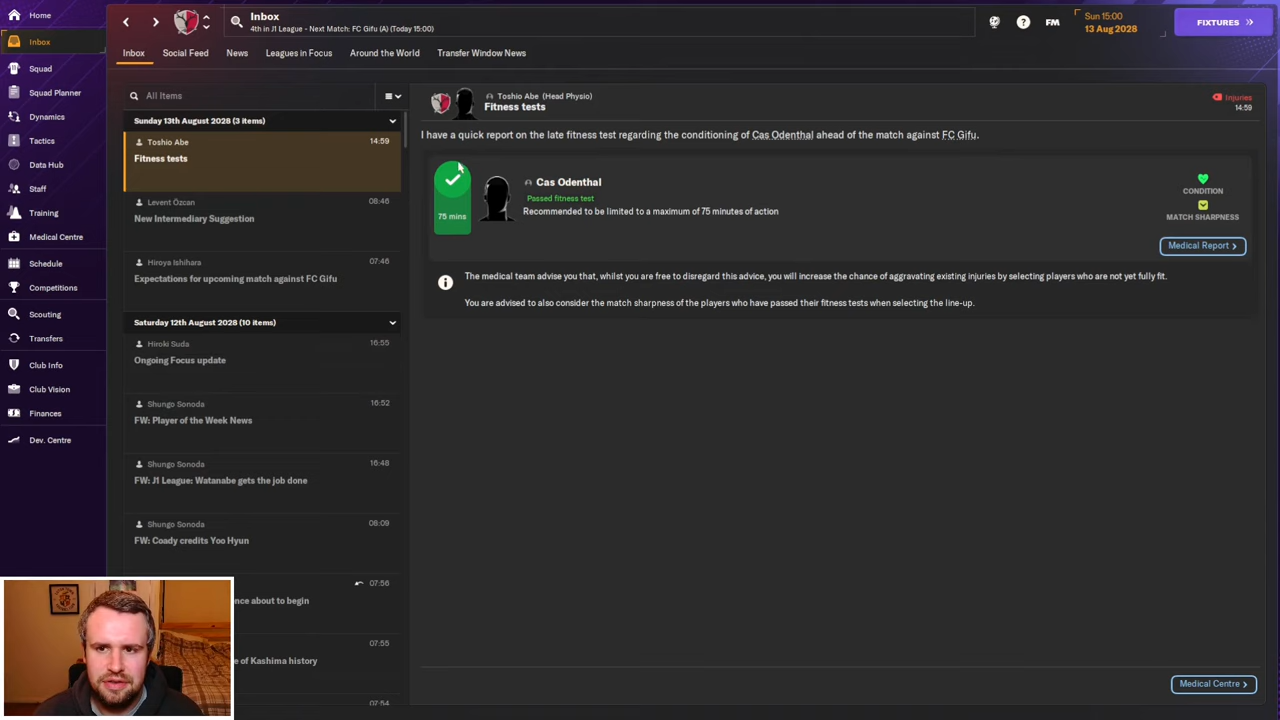 Home
Inbox
Squad
Squad Planner
Dynamics
Tactics
Data Hub
Staff
Training
Medical Centre
Schedule
Competitions
Scouting
Transfers
Club Info
Club Vision
Finances
Dev. Centre
Inbox
4th in J1 League - Next Match: FC Gifu (A) (Today 15:00)
FM
Sun 15:00
13 Aug 2028
FIXTURES
Inbox
Social Feed
News
Leagues in Focus
Around the World
Transfer Window News
All Items
Sunday 13th August 2028 (3 items)
Toshio Abe
14:59
Fitness tests
Levent Özcan
08:46
New Intermediary Suggestion
Hiroya Ishihara
07:46
Expectations for upcoming match against FC Gifu
Saturday 12th August 2028 (10 items)
Hiroki Suda
16:55
Ongoing Focus update
Shungo Sonoda
16:52
FW: Player of the Week News
Shungo Sonoda
16:48
FW: J1 League: Watanabe gets the job done
Shungo Sonoda
08:09
FW: Coady credits Yoo Hyun
07:56
about to begin
07:55
of Kashima history
07:54
Toshio Abe (Head Physio)
Fitness tests
Injuries
14:59
I have a quick report on the late fitness test regarding the conditioning of Cas Odenthal ahead of the match against FC Gifu.
75 mins
Cas Odenthal
Passed fitness test
Recommended to be limited to a maximum of 75 minutes of action
CONDITION
MATCH SHARPNESS
Medical Report
The medical team advise you that, whilst you are free to disregard this advice, you will increase the chance of aggravating existing injuries by selecting players who are not yet fully fit.
You are advised to also consider the match sharpness of the players who have passed their fitness tests when selecting the line-up.
Medical Centre